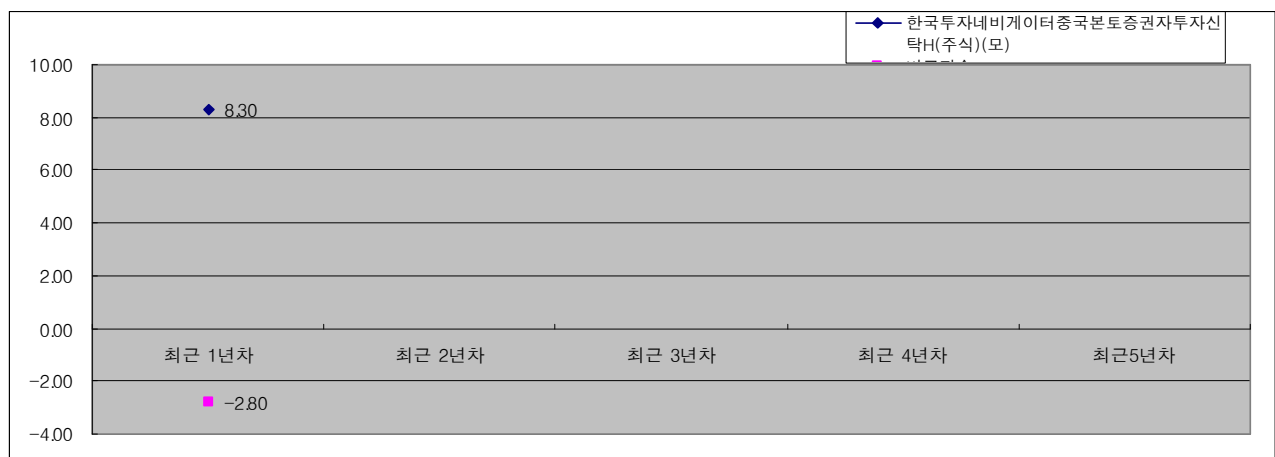 한국투자네비게이터중국본토증권자투자신
탁H(주식)(모)
10.00
8.00
6.00
4.00
2.00
0.00
-2.00
-4.00
8.30
-2.80
최근 1년차
최근 2년차
최근 3년차
최근 4년차
최근5년차